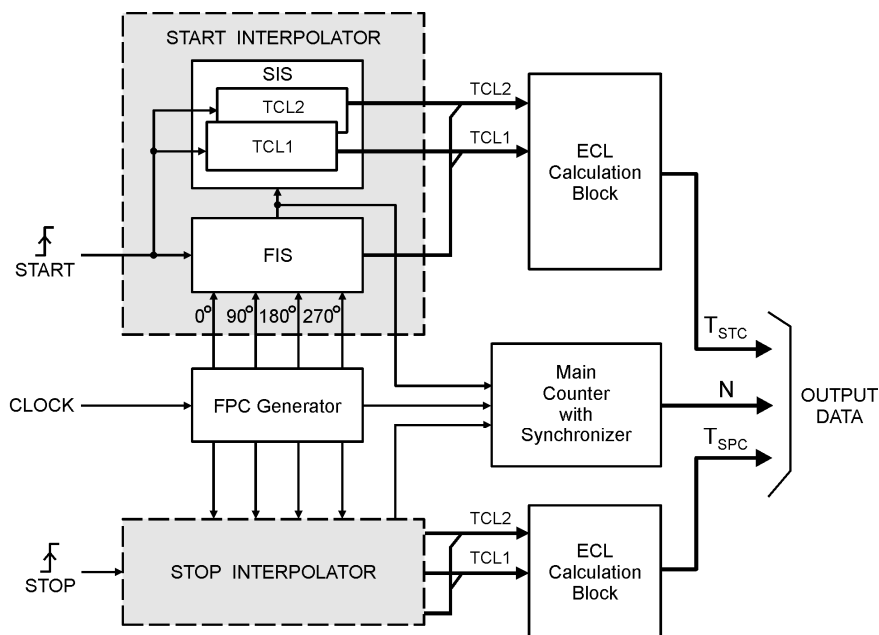 START INTERPOLATOR
SIS
TCL2
TCL1
TCL2
TCL1
ECL
Calculation
Block
START
FIS
0° 90° 180° 270°
T_STC
CLOCK
FPC Generator
Main
Counter
with
Synchronizer
N
OUTPUT
DATA
T_SPC
STOP
STOP INTERPOLATOR
TCL2
TCL1
ECL
Calculation
Block